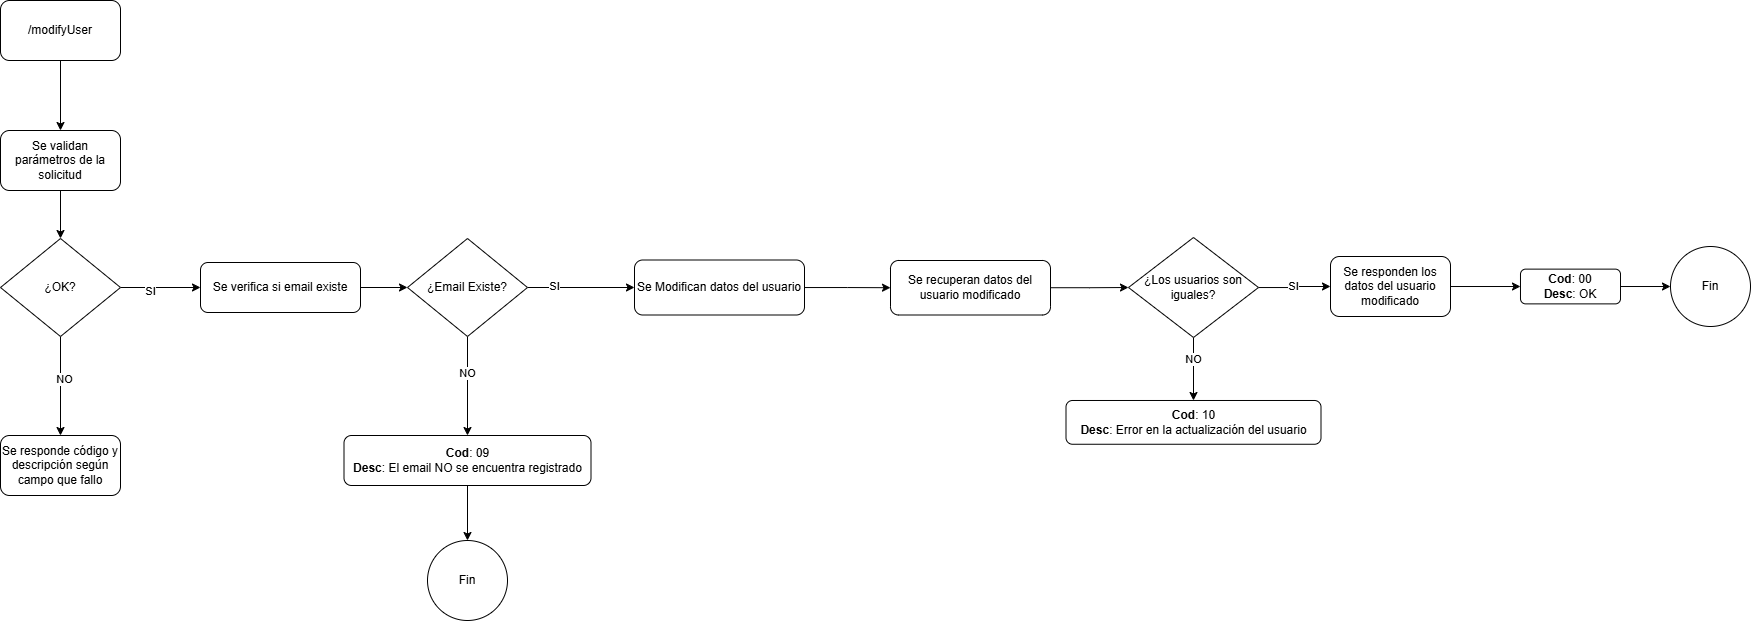 /modifyUser
Se validan
parámetros de la
solicitud
¿OK?
SI
Se verifica si email existe
¿Email Existe?
SI
Se Modifican datos del usuario
Se recuperan datos del
usuario modificado
¿Los usuarios son
iguales?
SI
Se responden los
datos del usuario
modificado
Cod: 00
Desc: OK
Fin
NO
NO
NO
Se responde código y
descripción según
campo que fallo
Cod: 09
Desc: El email NO se encuentra registrado
Cod: 10
Desc: Error en la actualización del usuario
Fin